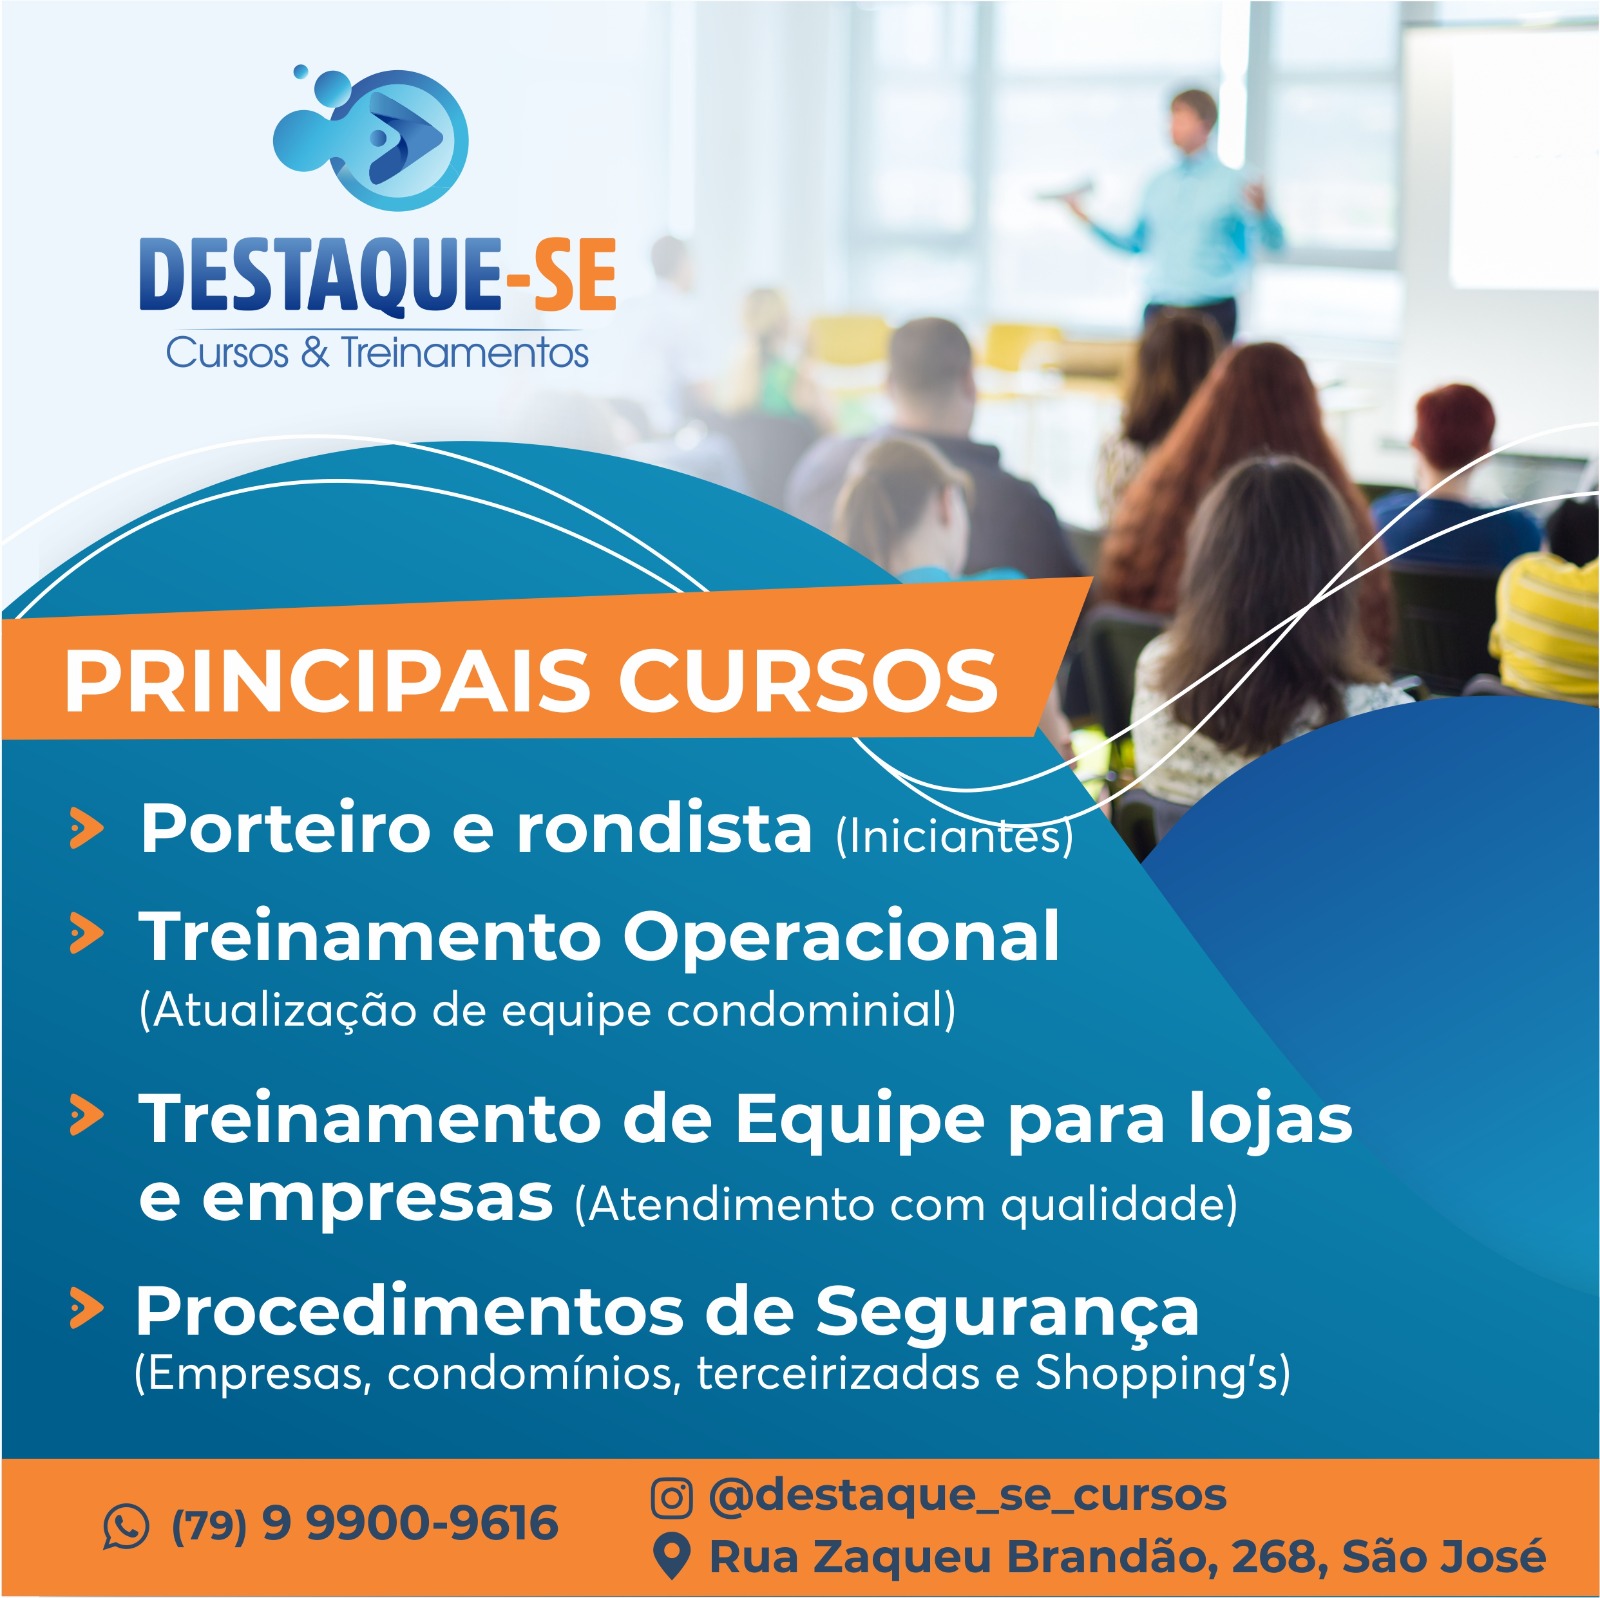 DESTAQUE-SE
Cursos & Treinamentos
PRINCIPAIS CURSOS
Porteiro e rondista (Iniciantes)
Treinamento Operacional
(Atualização de equipe condominial)
Treinamento de Equipe para lojas
e empresas (Atendimento com qualidade)
Procedimentos de Segurança
(Empresas, condomínios, terceirizadas e Shopping's)
(79) 9 9900-9616
@destaque_se_cursos
Rua Zaqueu Brandão, 268, São José